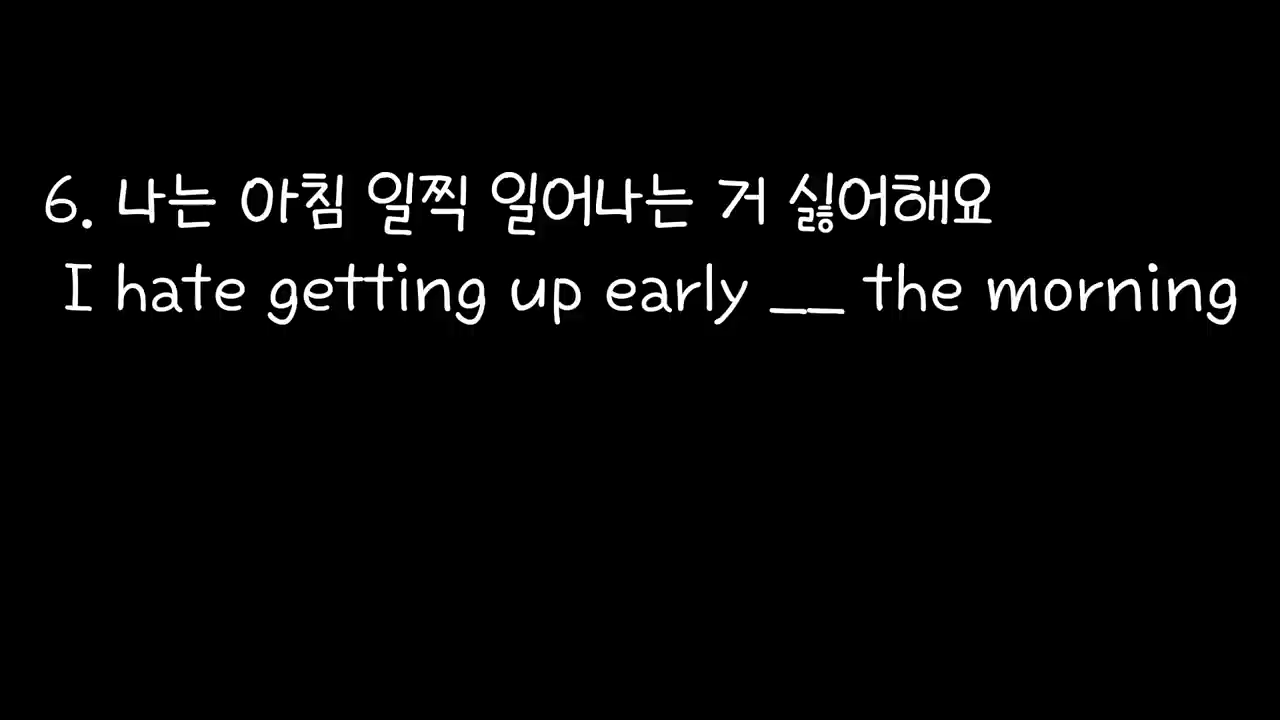 6. 나는 아침 일찍 일어나는 거 싫어해요
I hate getting up early __ the morning